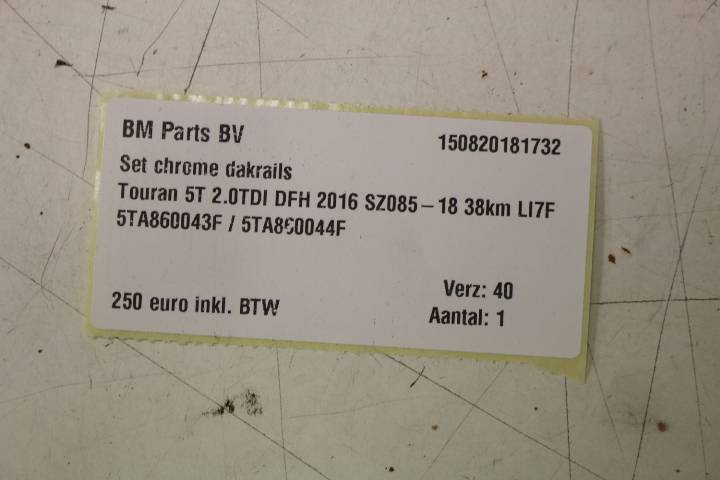 BM Parts BV
150820181732
Set chrome dakrails
Touran 5T 2.0TDI DFH 2016 SZ085-18 38km LI7F
5TA860043F / 5TA860044F
Verz: 40
250 euro inkl. BTW
Aantal: 1